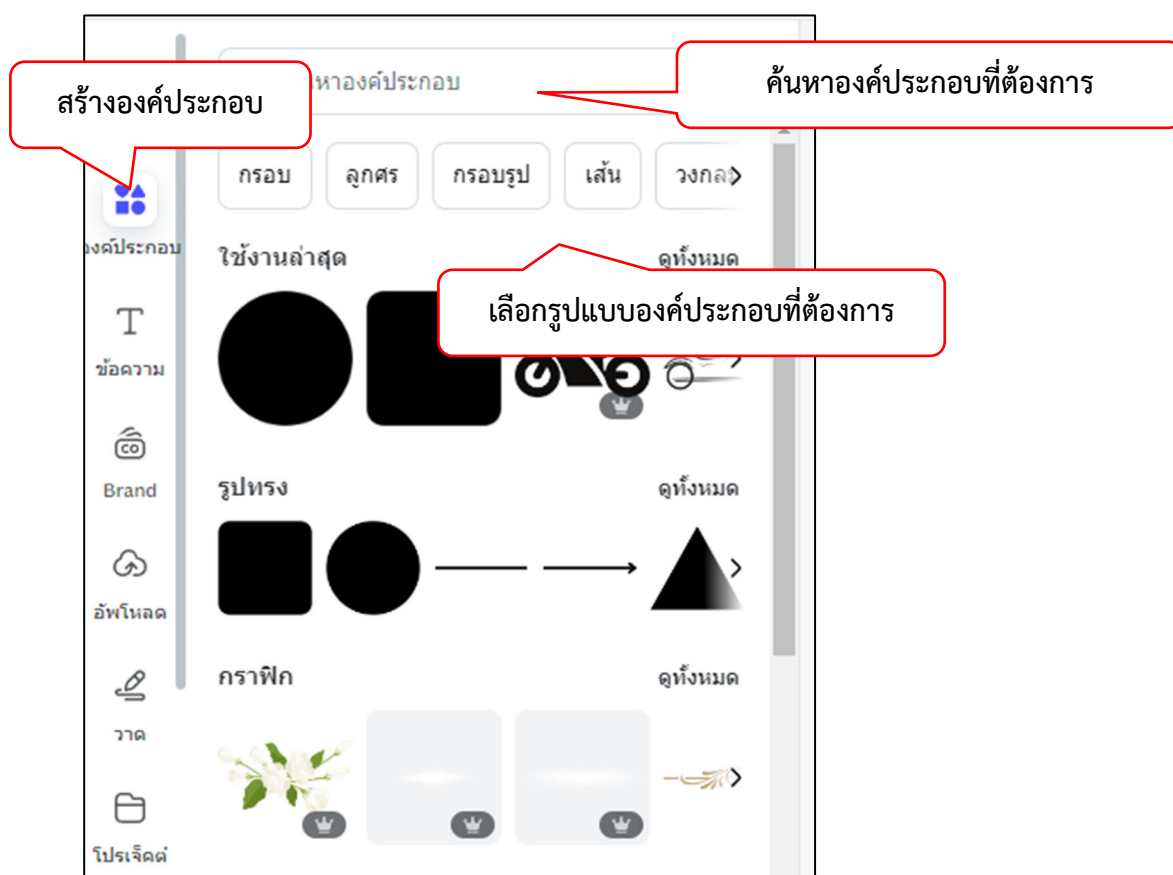 สร้างองค์ประกอบ
ค้นหาองค์ประกอบที่ต้องการ
หาองค์ประกอบ
กรอบ ลูกศร กรอบรูป เส้น วงกลม
องค์ประกอบ
ใช้งานล่าสุด ดูทั้งหมด
เลือกรูปแบบองค์ประกอบที่ต้องการ
T
ข้อความ
CO
Brand
รูปทรง ดูทั้งหมด
อัพโหลด
กราฟิก ดูทั้งหมด
วาด
โปรเจ็คต์